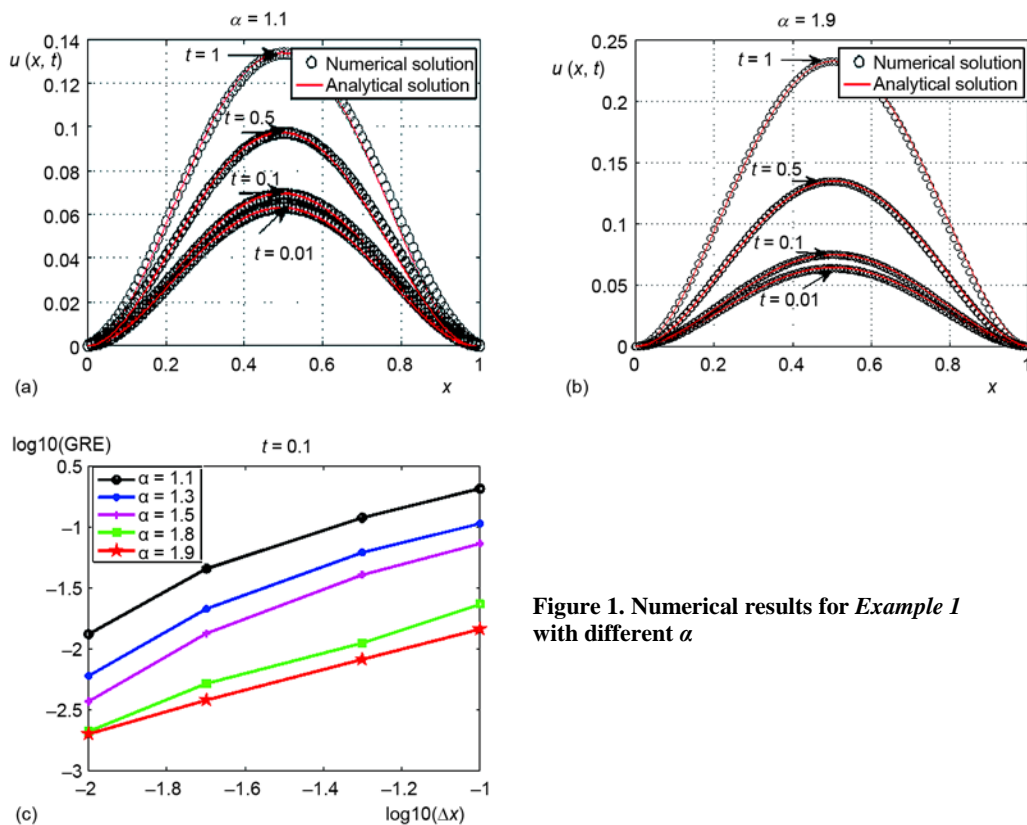 α = 1.1
u (x, t)
0.14
0.12
0.1
0.08
0.06
0.04
0.02
0
t = 1
t = 0.5
t = 0.1
t = 0.01
Numerical solution
Analytical solution
0 0.2 0.4 0.6 0.8 1
(a)
x
α = 1.9
u (x, t)
0.25
0.2
0.15
0.1
0.05
0
t = 1
t = 0.5
t = 0.1
t = 0.01
Numerical solution
Analytical solution
0 0.2 0.4 0.6 0.8 1
(b)
x
log10(GRE)
t = 0.1
0.5
–1
–1.5
–2
–2.5
–3
α = 1.1
α = 1.3
α = 1.5
α = 1.8
α = 1.9
–2 –1.8 –1.6 –1.4 –1.2 –1
(c)
log10(Δx)
Figure 1. Numerical results for Example 1
with different α